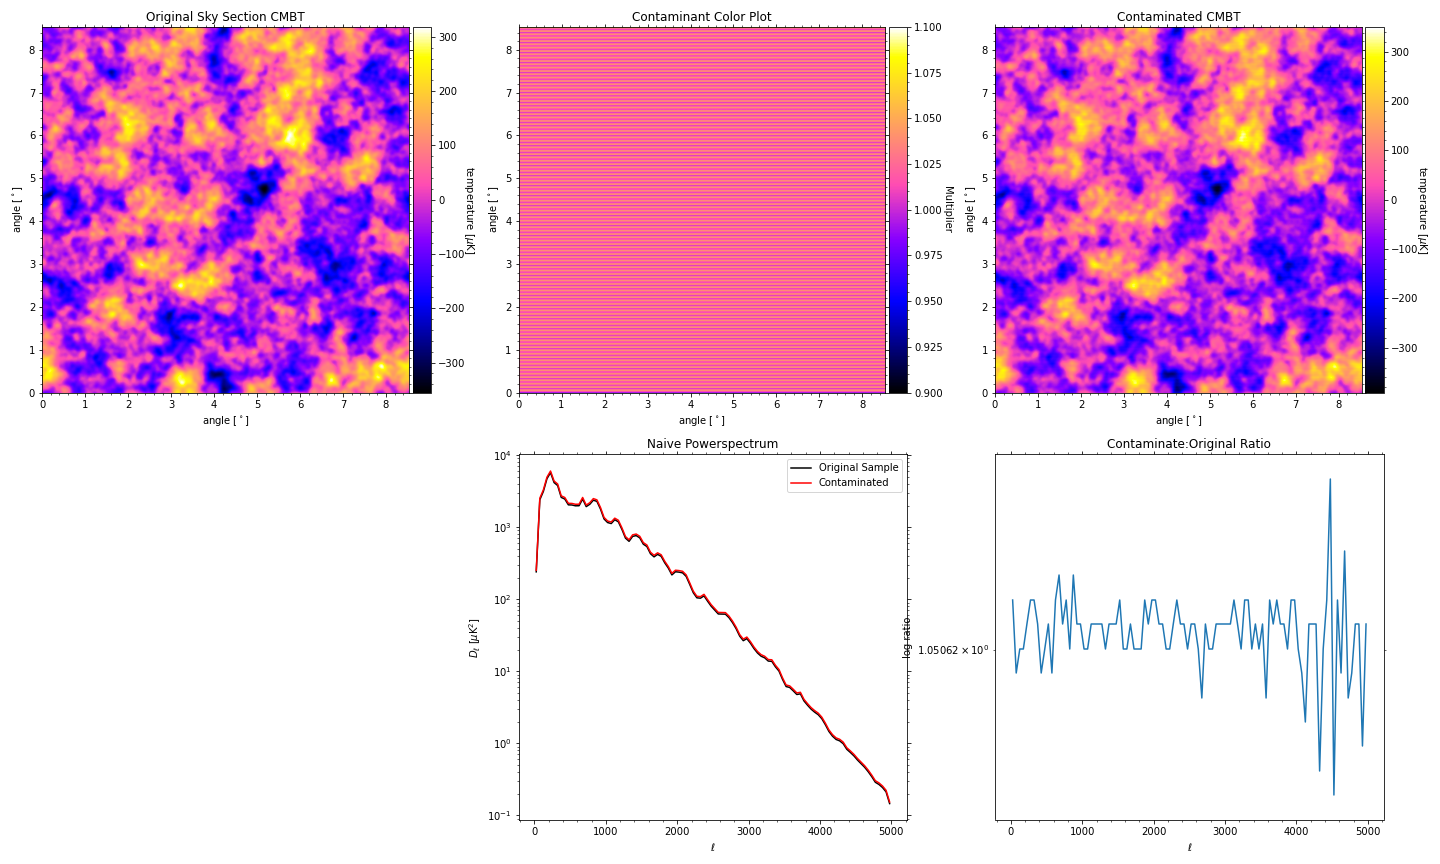 Original Sky Section CMBT
Contaminant Color Plot
Contaminated CMBT
8
7
6
5
4
3
2
1
0
0 1 2 3 4 5 6 7 8
angle [°]
angle [°]
300
200
100
0
−100
−200
−300
temperature [μK]
8
7
6
5
4
3
2
1
0
0 1 2 3 4 5 6 7 8
angle [°]
angle [°]
1.100
1.075
1.050
1.025
1.000
0.975
0.950
0.925
0.900
Multiplier
8
7
6
5
4
3
2
1
0
0 1 2 3 4 5 6 7 8
angle [°]
angle [°]
300
200
100
0
−100
−200
−300
temperature [μK]
Naive Powerspectrum
Original Sample
Contaminated
10⁴
10³
10²
10¹
10⁰
10⁻¹
Dℓ [μK²]
0 1000 2000 3000 4000 5000
ℓ
Contaminate:Original Ratio
log ratio
1.05062 × 10⁰
0 1000 2000 3000 4000 5000
ℓ